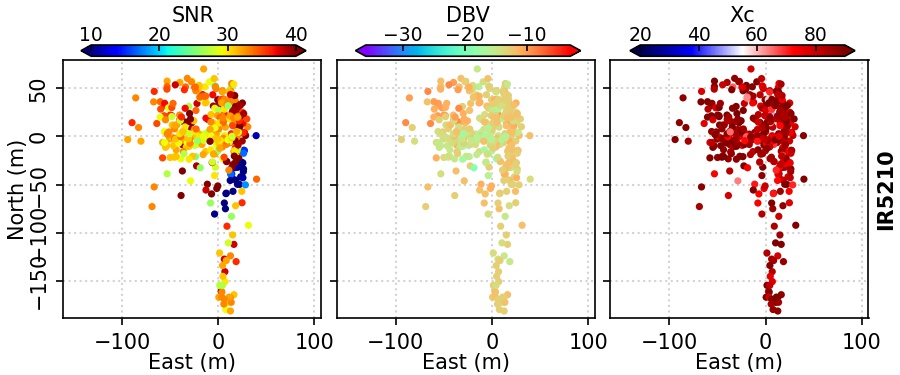 SNR
DBV
Xc
10 20 30 40
−30 −20 −10
20 40 60 80
North (m)
50
0
−50
−100
−150
−100 0 100
−100 0 100
−100 0 100
East (m)
East (m)
East (m)
IR5210